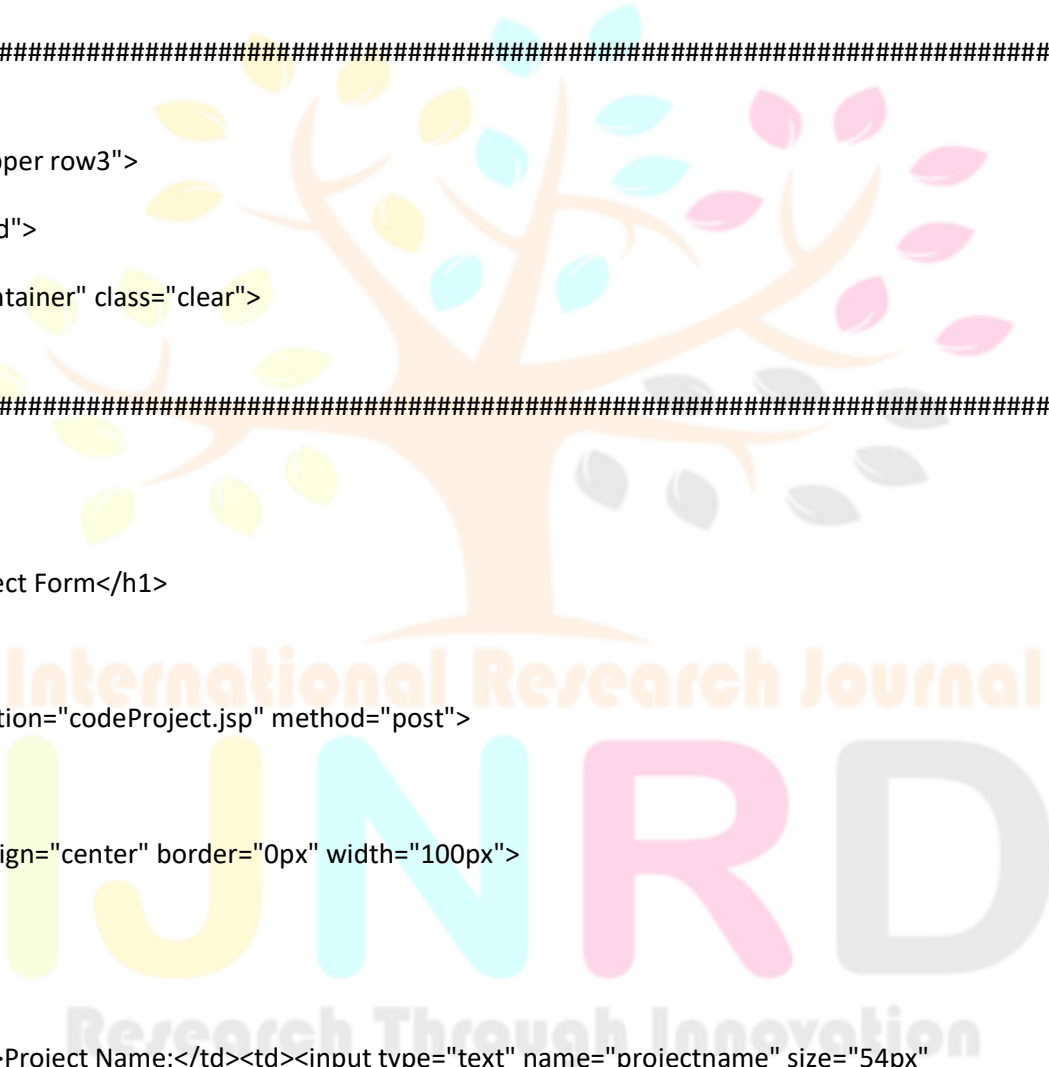 ########################################################################
pper row3">
d">
ntainer" class="clear">
########################################################################
ect Form</h1>
International Research Journal
tion="codeProject.jsp" method="post">
ign="center" border="0px" width="100px">
IJNRD
Research Through Innovation
>Project Name:</td><td><input type="text" name="projectname" size="54px"